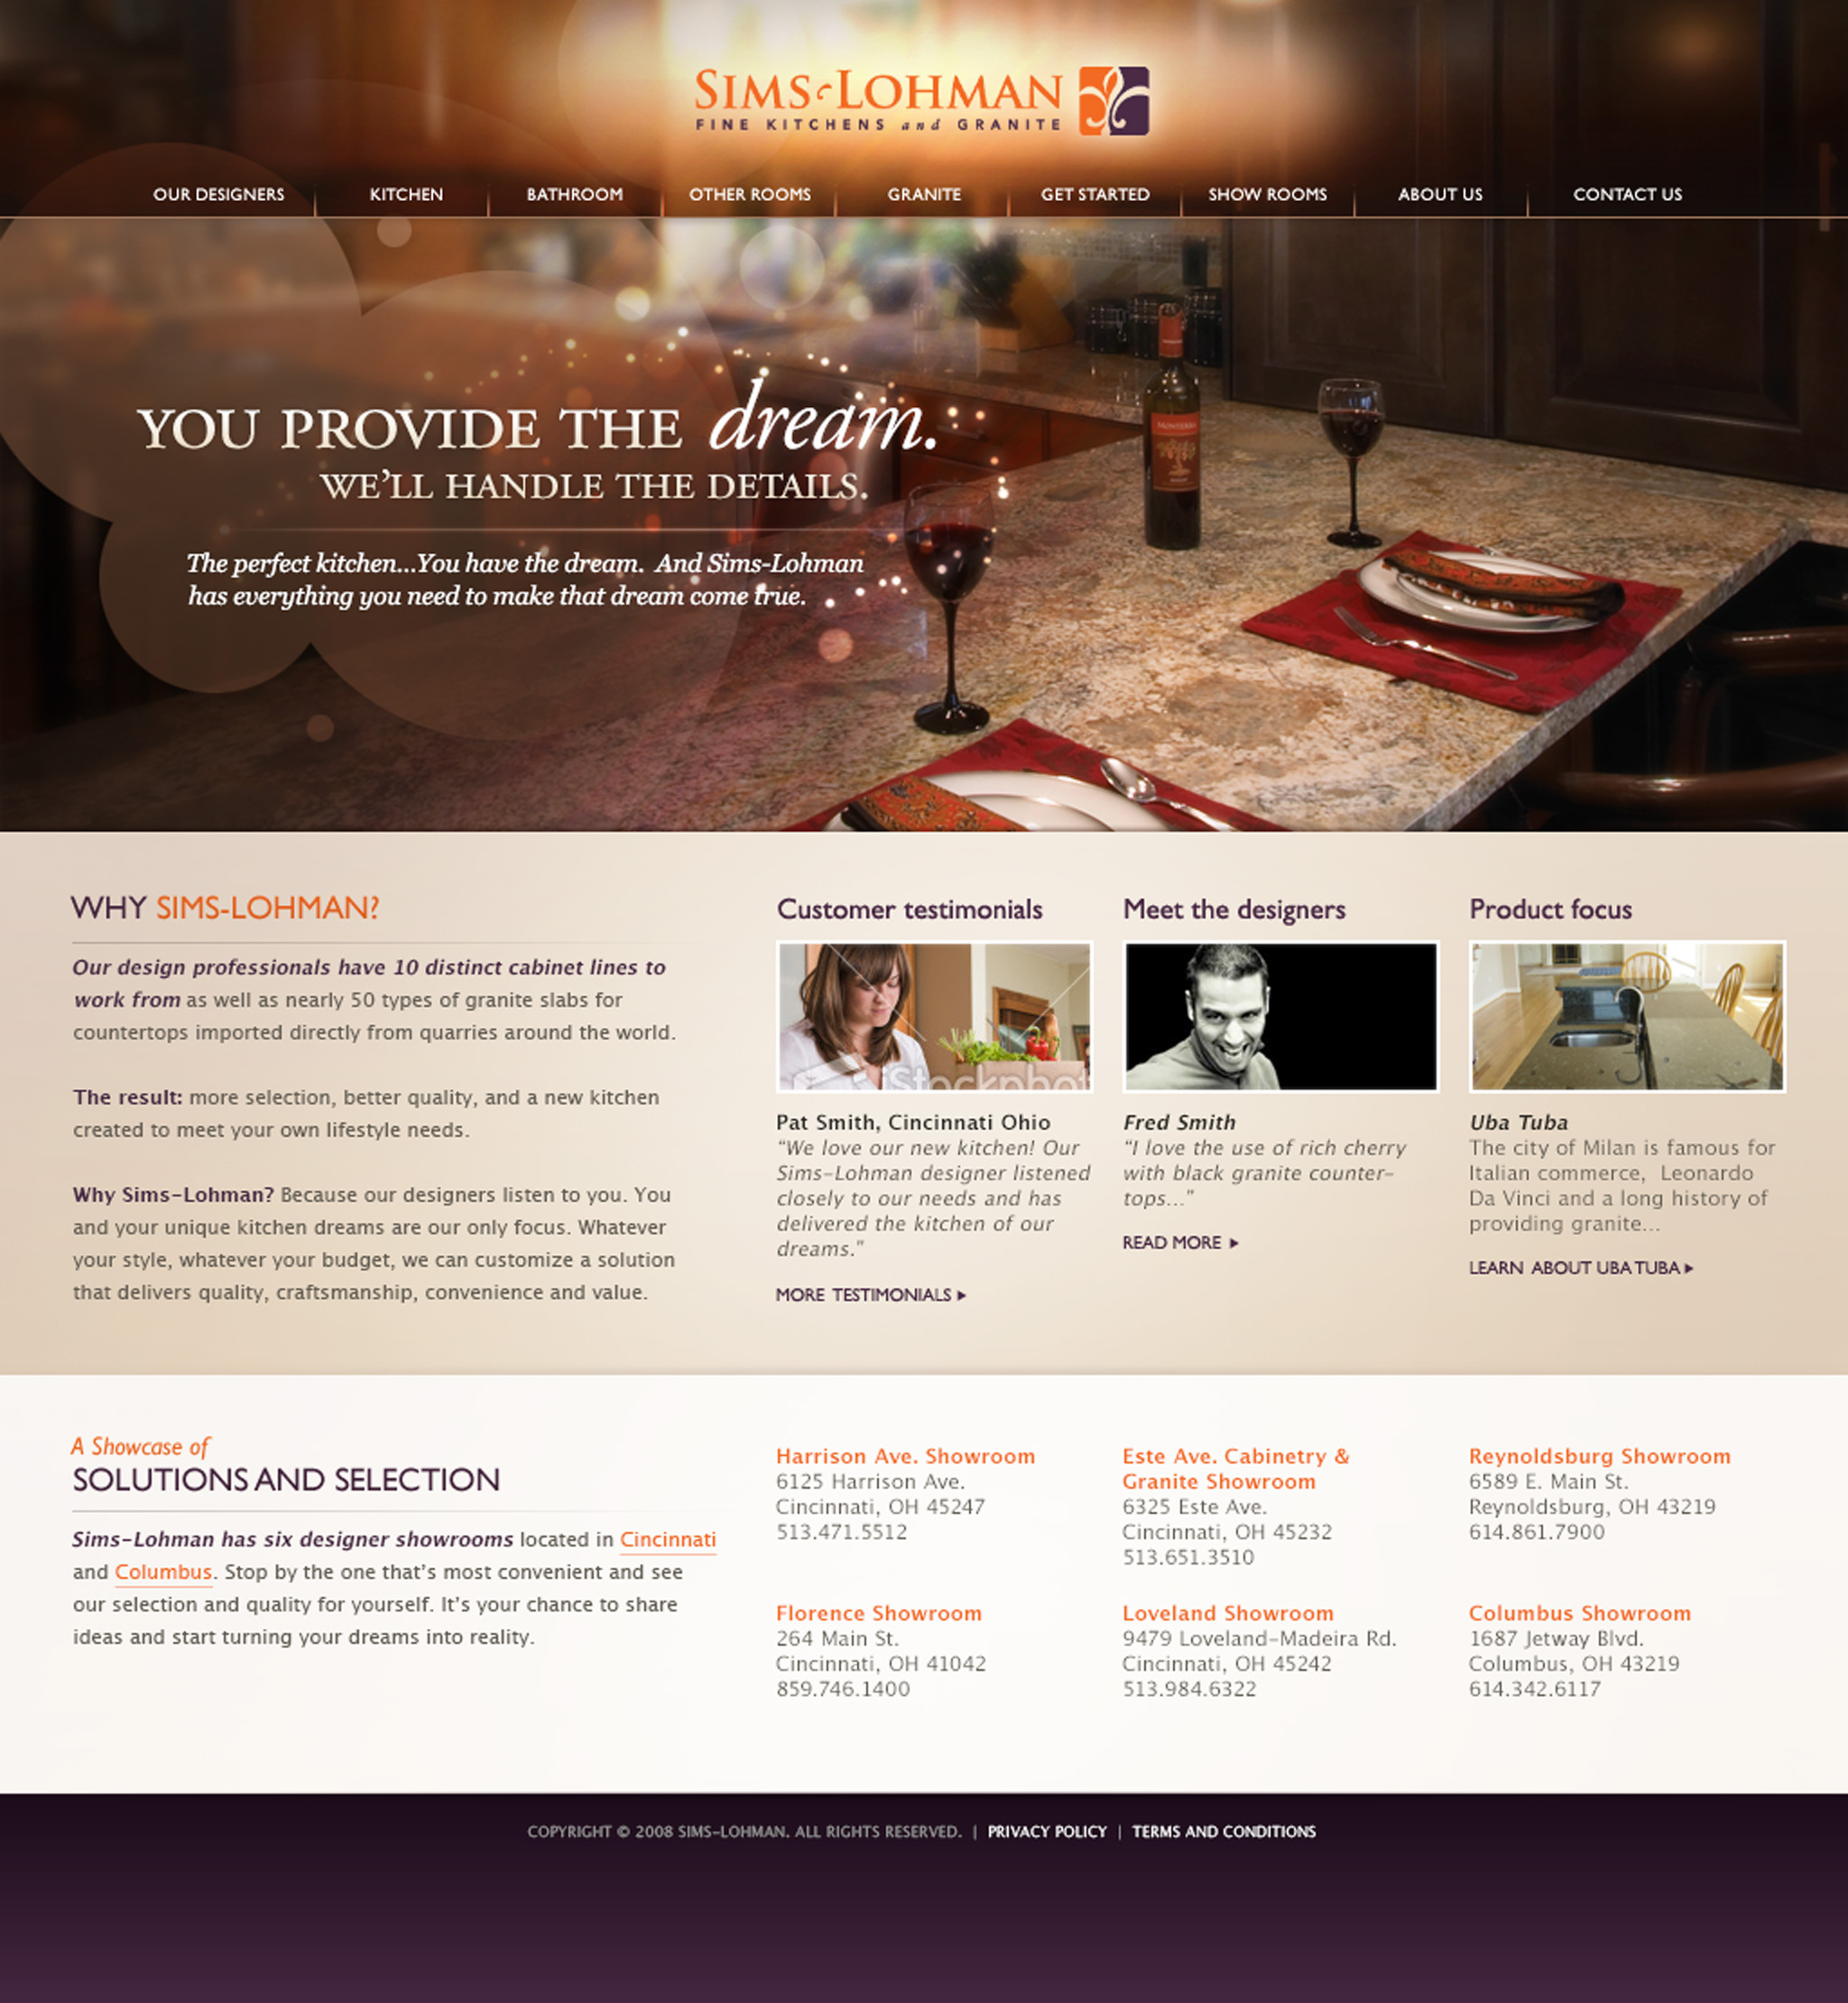 SIMS-LOHMAN
FINE KITCHENS and GRANITE
OUR DESIGNERS
KITCHEN
BATHROOM
OTHER ROOMS
GRANITE
GET STARTED
SHOW ROOMS
ABOUT US
CONTACT US
YOU PROVIDE THE dream.
WE'LL HANDLE THE DETAILS.
The perfect kitchen...You have the dream. And Sims-Lohman
has everything you need to make that dream come true.
MONTERRA
WHY SIMS-LOHMAN?
Our design professionals have 10 distinct cabinet lines to
work from as well as nearly 50 types of granite slabs for
countertops imported directly from quarries around the world.
The result: more selection, better quality, and a new kitchen
created to meet your own lifestyle needs.
Why Sims-Lohman? Because our designers listen to you. You
and your unique kitchen dreams are our only focus. Whatever
your style, whatever your budget, we can customize a solution
that delivers quality, craftsmanship, convenience and value.
Customer testimonials
iStockphot
Pat Smith, Cincinnati Ohio
"We love our new kitchen! Our
Sims-Lohman designer listened
closely to our needs and has
delivered the kitchen of our
dreams."
MORE TESTIMONIALS ▶
Meet the designers
Fred Smith
"I love the use of rich cherry
with black granite counter-
tops..."
READ MORE ▶
Product focus
Uba Tuba
The city of Milan is famous for
Italian commerce, Leonardo
Da Vinci and a long history of
providing granite...
LEARN ABOUT UBA TUBA ▶
A Showcase of
SOLUTIONS AND SELECTION
Sims-Lohman has six designer showrooms located in Cincinnati
and Columbus. Stop by the one that's most convenient and see
our selection and quality for yourself. It's your chance to share
ideas and start turning your dreams into reality.
Harrison Ave. Showroom
6125 Harrison Ave.
Cincinnati, OH 45247
513.471.5512
Este Ave. Cabinetry &
Granite Showroom
6325 Este Ave.
Cincinnati, OH 45232
513.651.3510
Reynoldsburg Showroom
6589 E. Main St.
Reynoldsburg, OH 43219
614.861.7900
Florence Showroom
264 Main St.
Cincinnati, OH 41042
859.746.1400
Loveland Showroom
9479 Loveland-Madeira Rd.
Cincinnati, OH 45242
513.984.6322
Columbus Showroom
1687 Jetway Blvd.
Columbus, OH 43219
614.342.6117
COPYRIGHT © 2008 SIMS-LOHMAN. ALL RIGHTS RESERVED. | PRIVACY POLICY | TERMS AND CONDITIONS